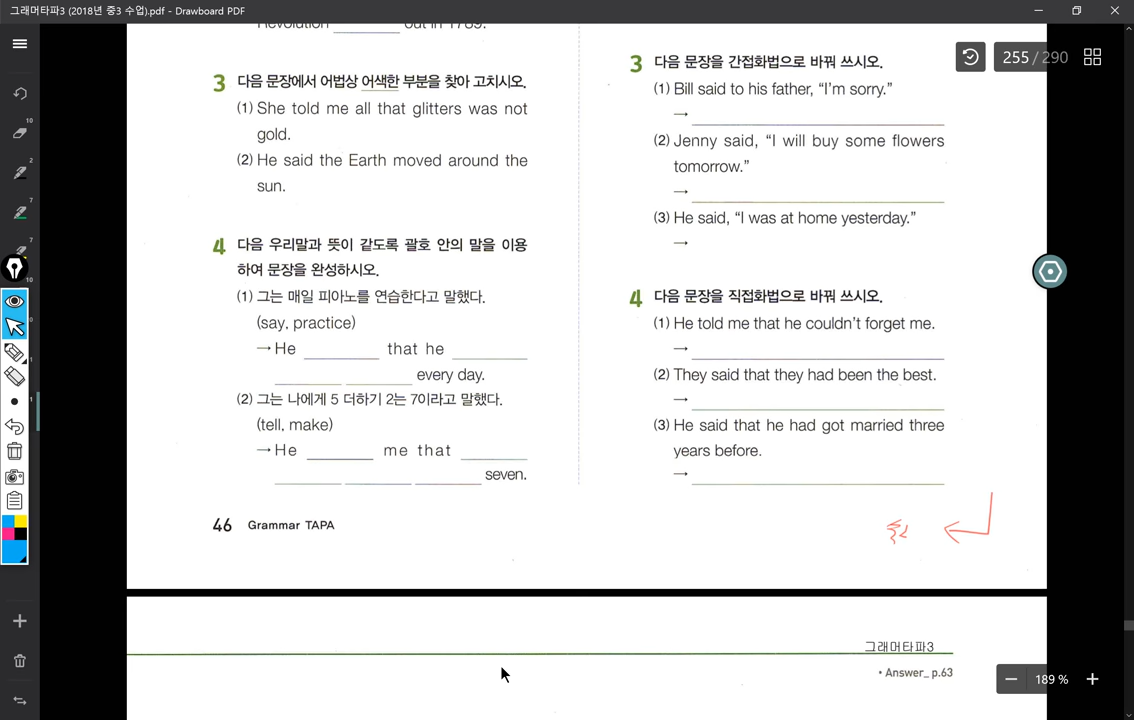 그래머타파3 (2018년 중3 수업).pdf - Drawboard PDF
255 / 290
Revolution ________ out in 1789.
3 다음 문장에서 어법상 어색한 부분을 찾아 고치시오.
(1) She told me all that glitters was not
gold.
(2) He said the Earth moved around the
sun.
4 다음 우리말과 뜻이 같도록 괄호 안의 말을 이용
하여 문장을 완성하시오.
(1) 그는 매일 피아노를 연습한다고 말했다.
(say, practice)
→ He ________ that he ________
________ ________ every day.
(2) 그는 나에게 5 더하기 2는 7이라고 말했다.
(tell, make)
→ He ________ me that ________
________ ________ ________ seven.
46 Grammar TAPA
3 다음 문장을 간접화법으로 바꿔 쓰시오.
(1) Bill said to his father, “I’m sorry.”
→
(2) Jenny said, “I will buy some flowers
tomorrow.”
→
(3) He said, “I was at home yesterday.”
→
4 다음 문장을 직접화법으로 바꿔 쓰시오.
(1) He told me that he couldn’t forget me.
→
(2) They said that they had been the best.
→
(3) He said that he had got married three
years before.
→
그래머타파3
• Answer_ p.63
189 %